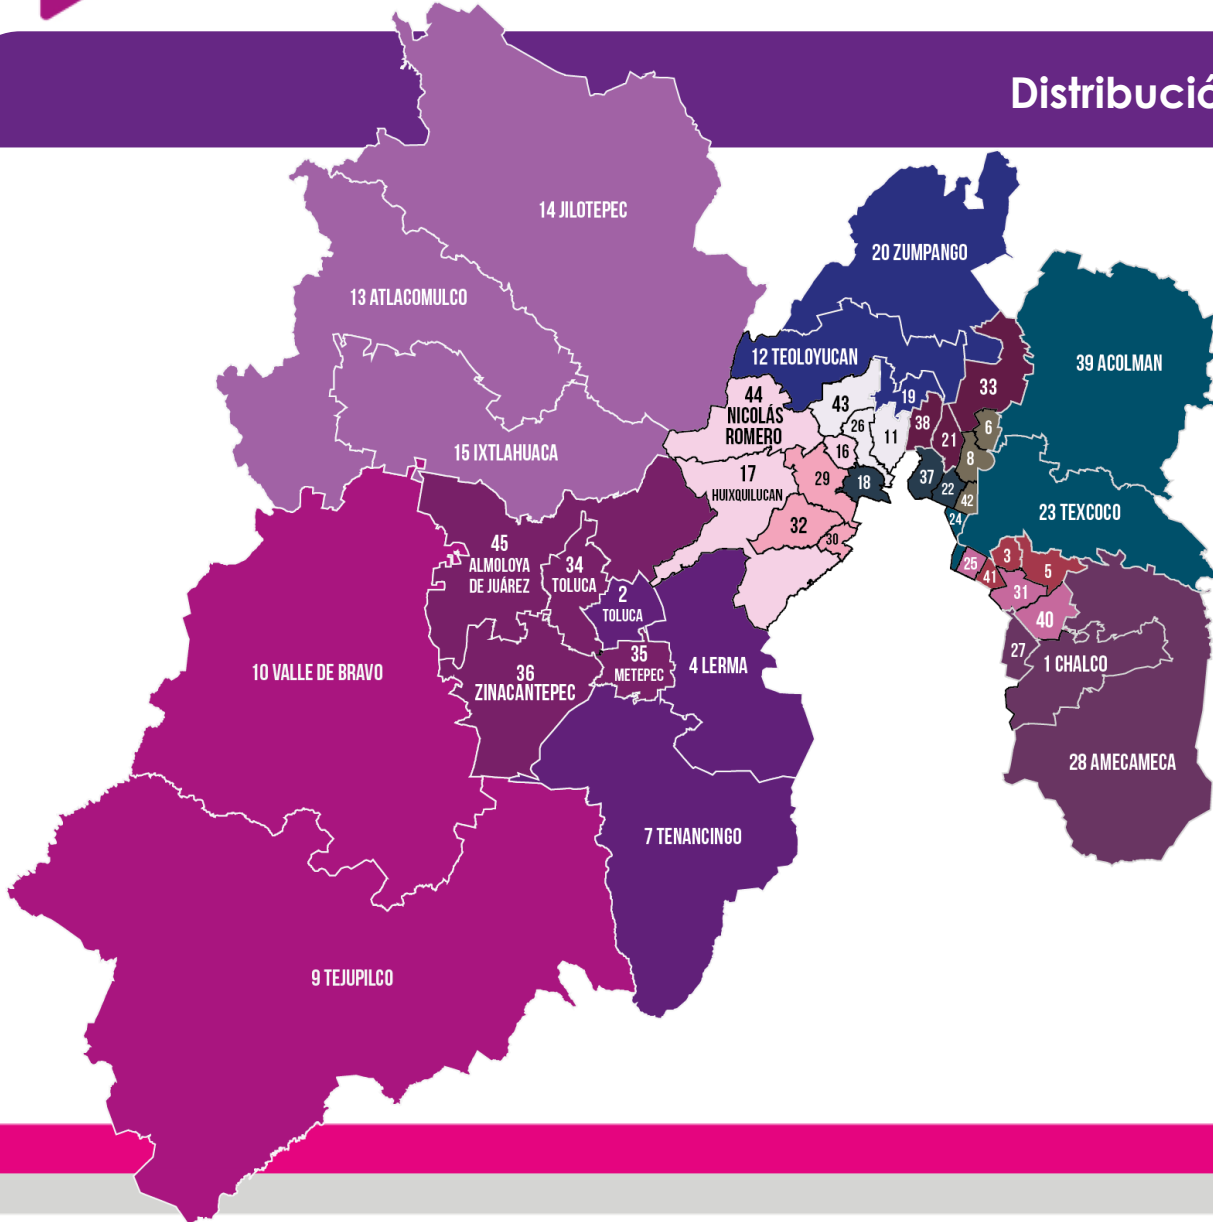 Distribució
14 JILOTEPEC
20 ZUMPANGO
13 ATLACOMULCO
12 TEOLOYUCAN
39 ACOLMAN
33
44
NICOLÁS
ROMERO
43
19
26
11
38
21
6
15 IXTLAHUACA
16
8
17
HUIXQUILUCAN
29
18
37
22
42
23 TEXCOCO
24
32
30
45
ALMOLOYA
DE JUÁREZ
34
TOLUCA
2
TOLUCA
25
3
5
41
31
40
27
1 CHALCO
10 VALLE DE BRAVO
36
ZINACANTEPEC
35
METEPEC
4 LERMA
28 AMECAMECA
7 TENANCINGO
9 TEJUPILCO